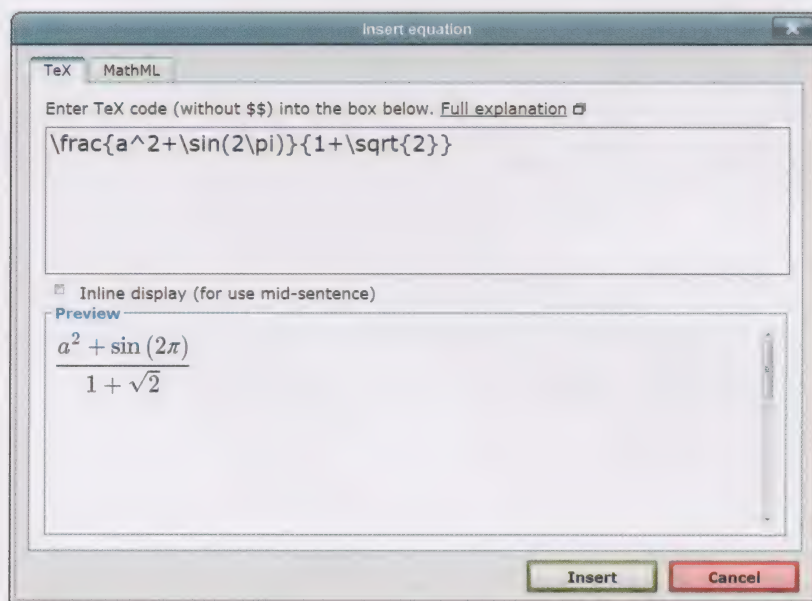 Insert equation
TeX MathML
Enter TeX code (without $$) into the box below. Full explanation
\frac{a^2+\sin(2\pi)}{1+\sqrt{2}}
Inline display (for use mid-sentence)
Preview
a² + sin (2π)
1 + √2
Insert Cancel